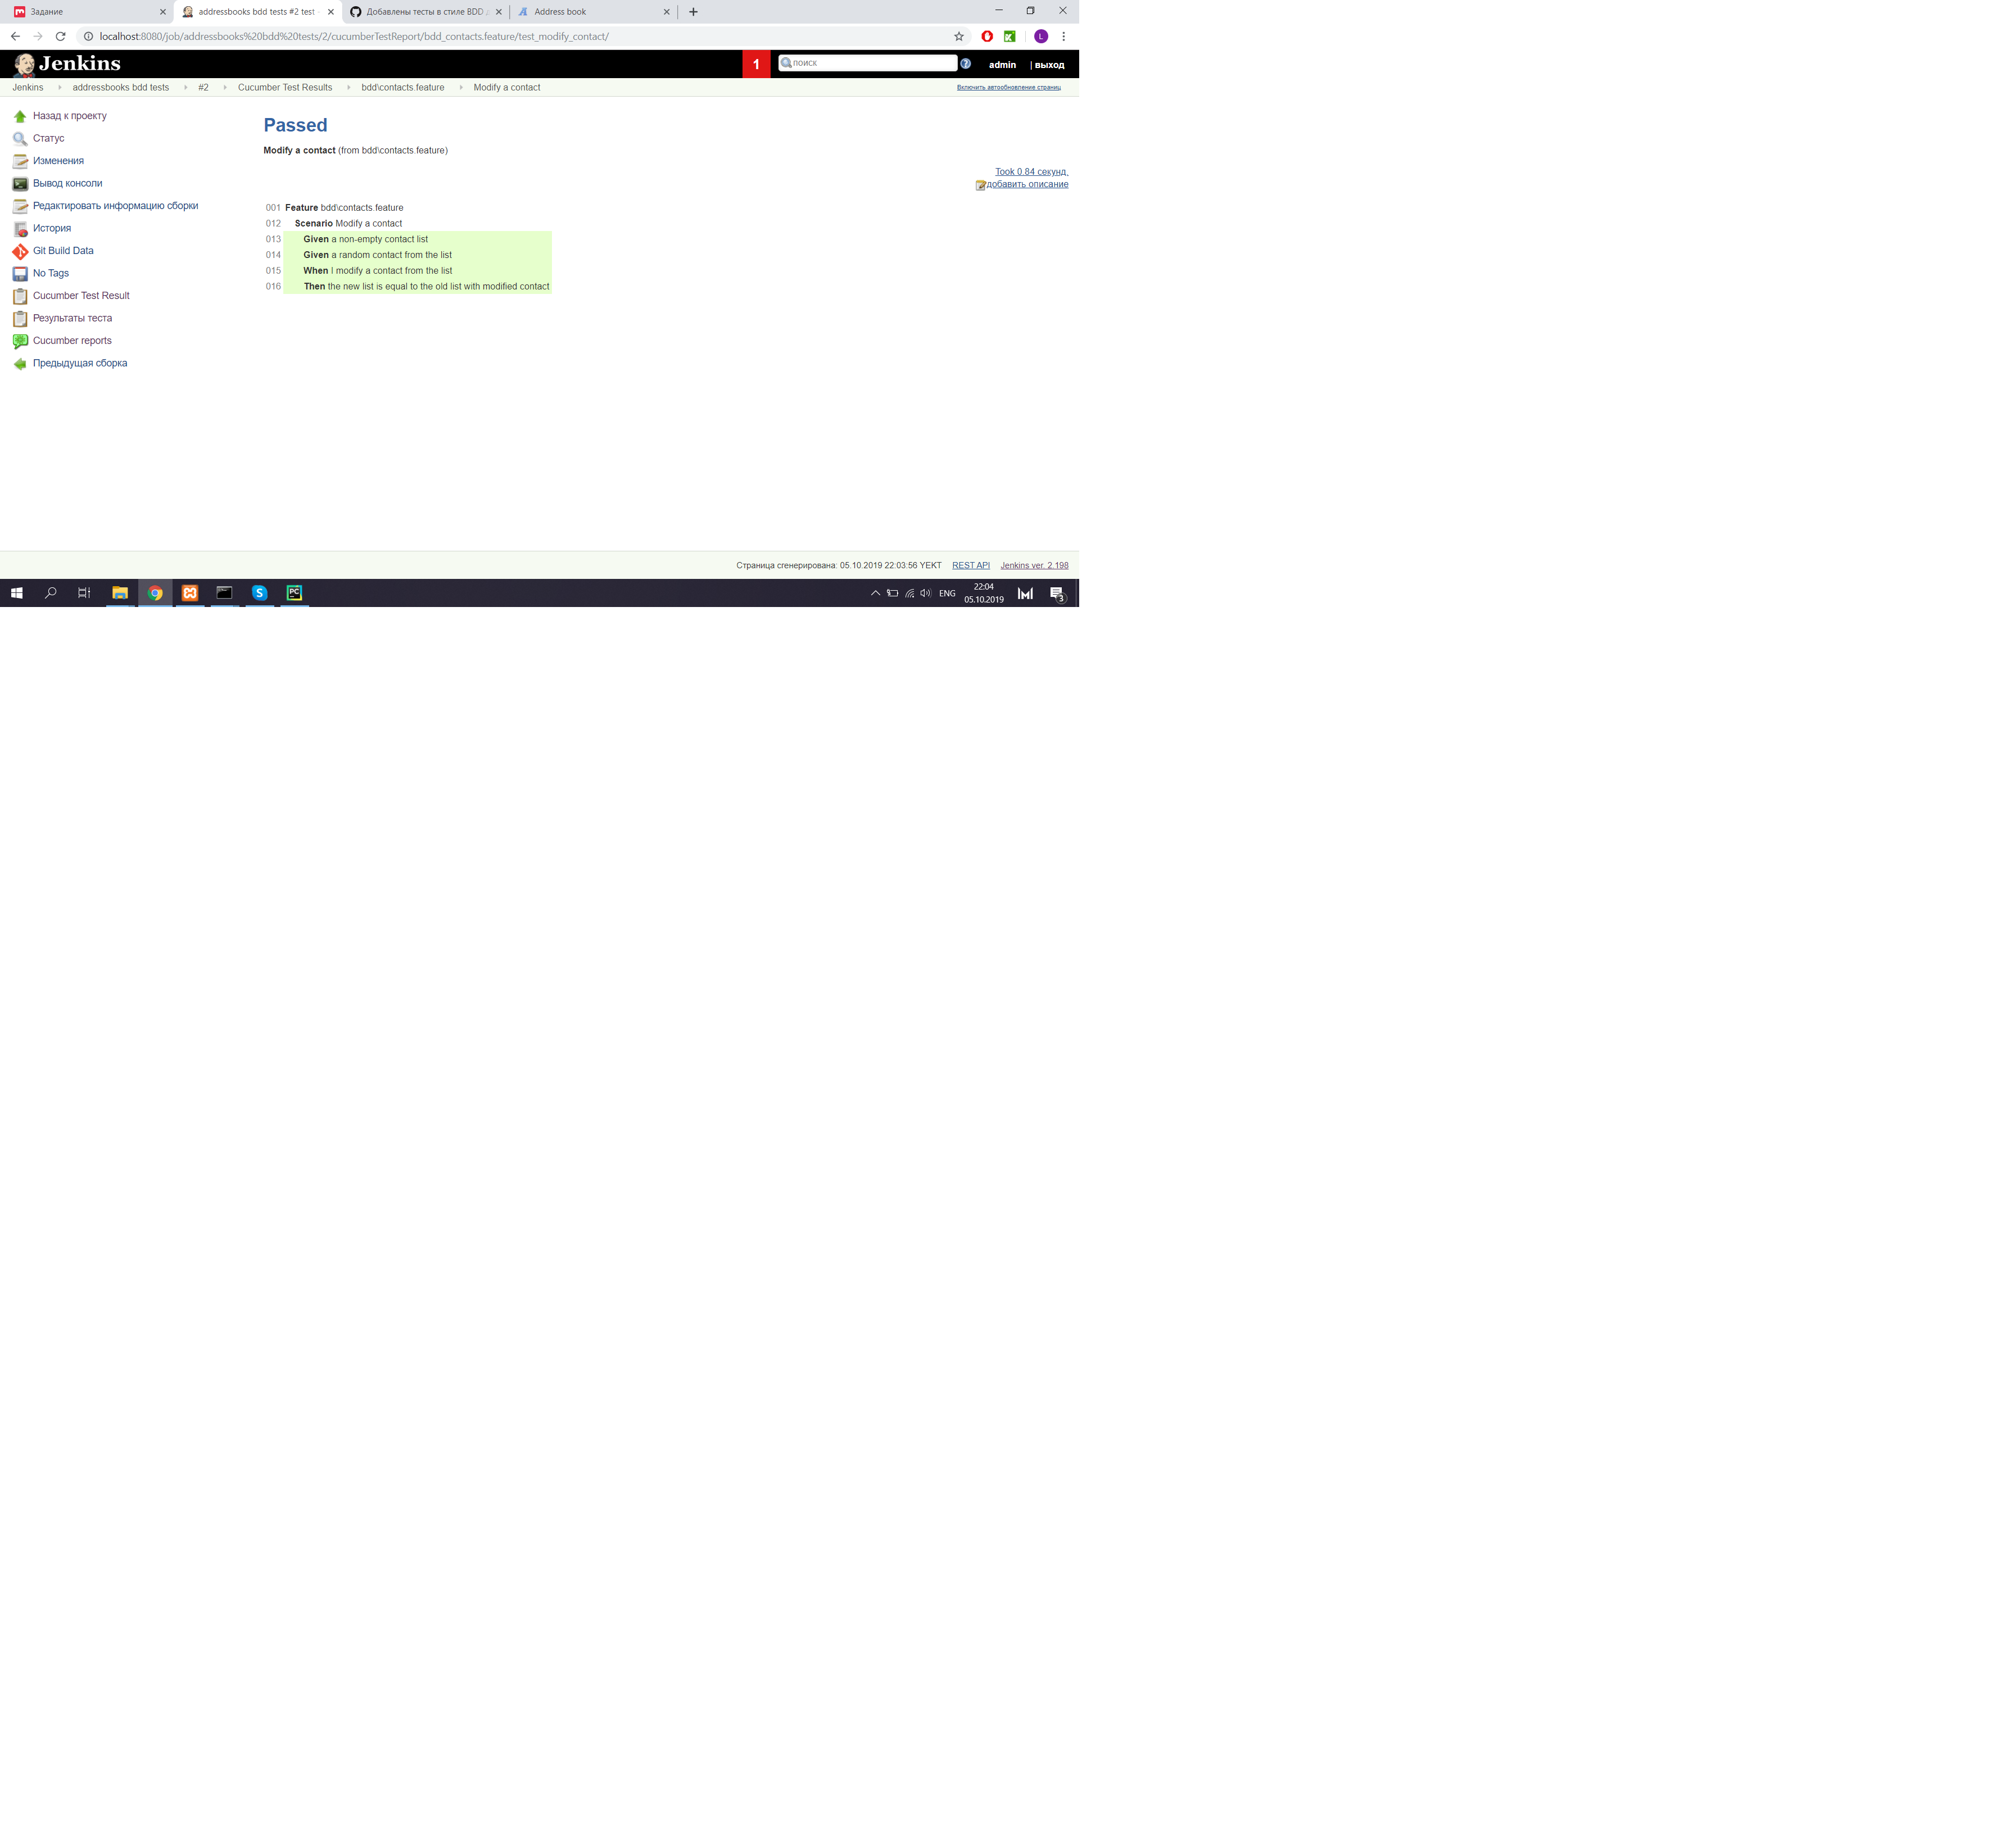 Задание
addressbooks bdd tests #2 test
Добавлены тесты в стиле BDD
Address book
localhost:8080/job/addressbooks%20bdd%20tests/2/cucumberTestReport/bdd_contacts.feature/test_modify_contact/
L
Jenkins
1
поиск
admin
| выход
Jenkins
addressbooks bdd tests
#2
Cucumber Test Results
bdd\contacts.feature
Modify a contact
Включить автообновление страниц
Назад к проекту
Статус
Изменения
Вывод консоли
Редактировать информацию сборки
История
Git Build Data
No Tags
Cucumber Test Result
Результаты теста
Cucumber reports
Предыдущая сборка
Passed
Modify a contact (from bdd\contacts.feature)
Took 0.84 секунд.
добавить описание
001 Feature bdd\contacts.feature
012 Scenario Modify a contact
013 Given a non-empty contact list
014 Given a random contact from the list
015 When I modify a contact from the list
016 Then the new list is equal to the old list with modified contact
Страница сгенерирована: 05.10.2019 22:03:56 YEKT
REST API
Jenkins ver. 2.198
ENG
22:04
05.10.2019
3